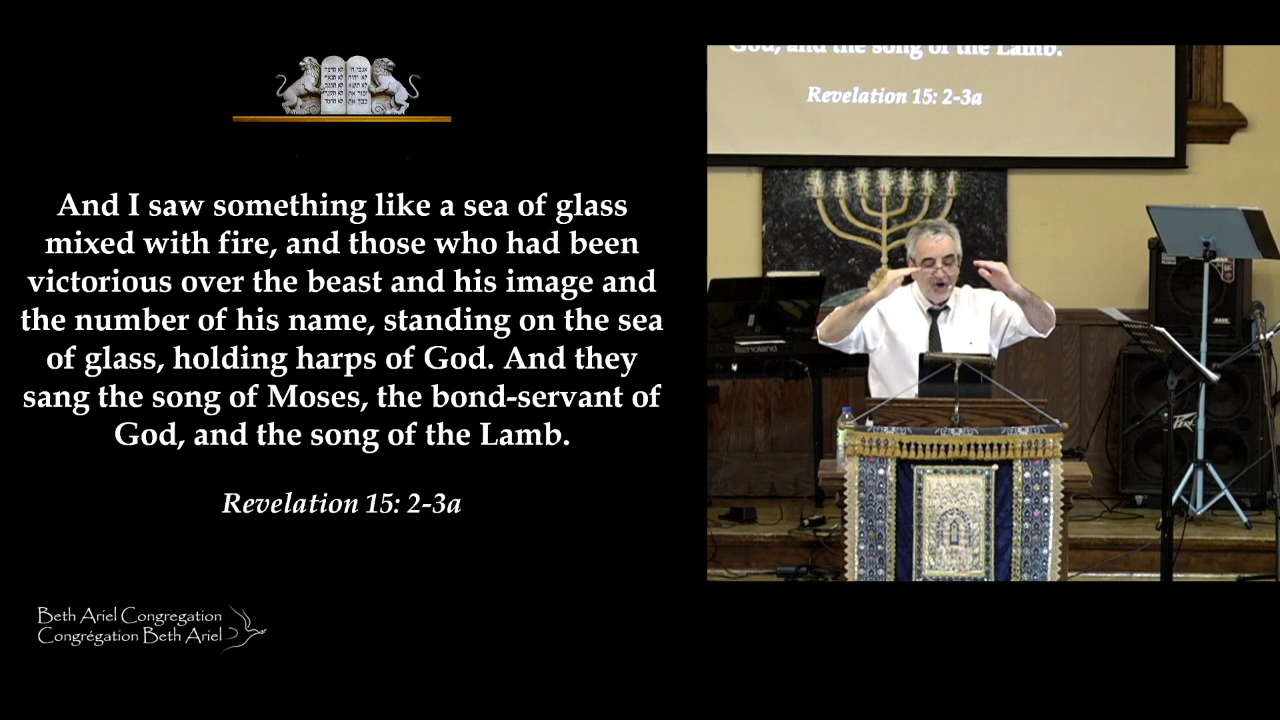 And I saw something like a sea of glass
mixed with fire, and those who had been
victorious over the beast and his image and
the number of his name, standing on the sea
of glass, holding harps of God. And they
sang the song of Moses, the bond-servant of
God, and the song of the Lamb.
Revelation 15: 2-3a
Beth Ariel Congregation
Congrégation Beth Ariel
God, and the song of the Lamb.
Revelation 15: 2-3a
Roland
PEAVEY